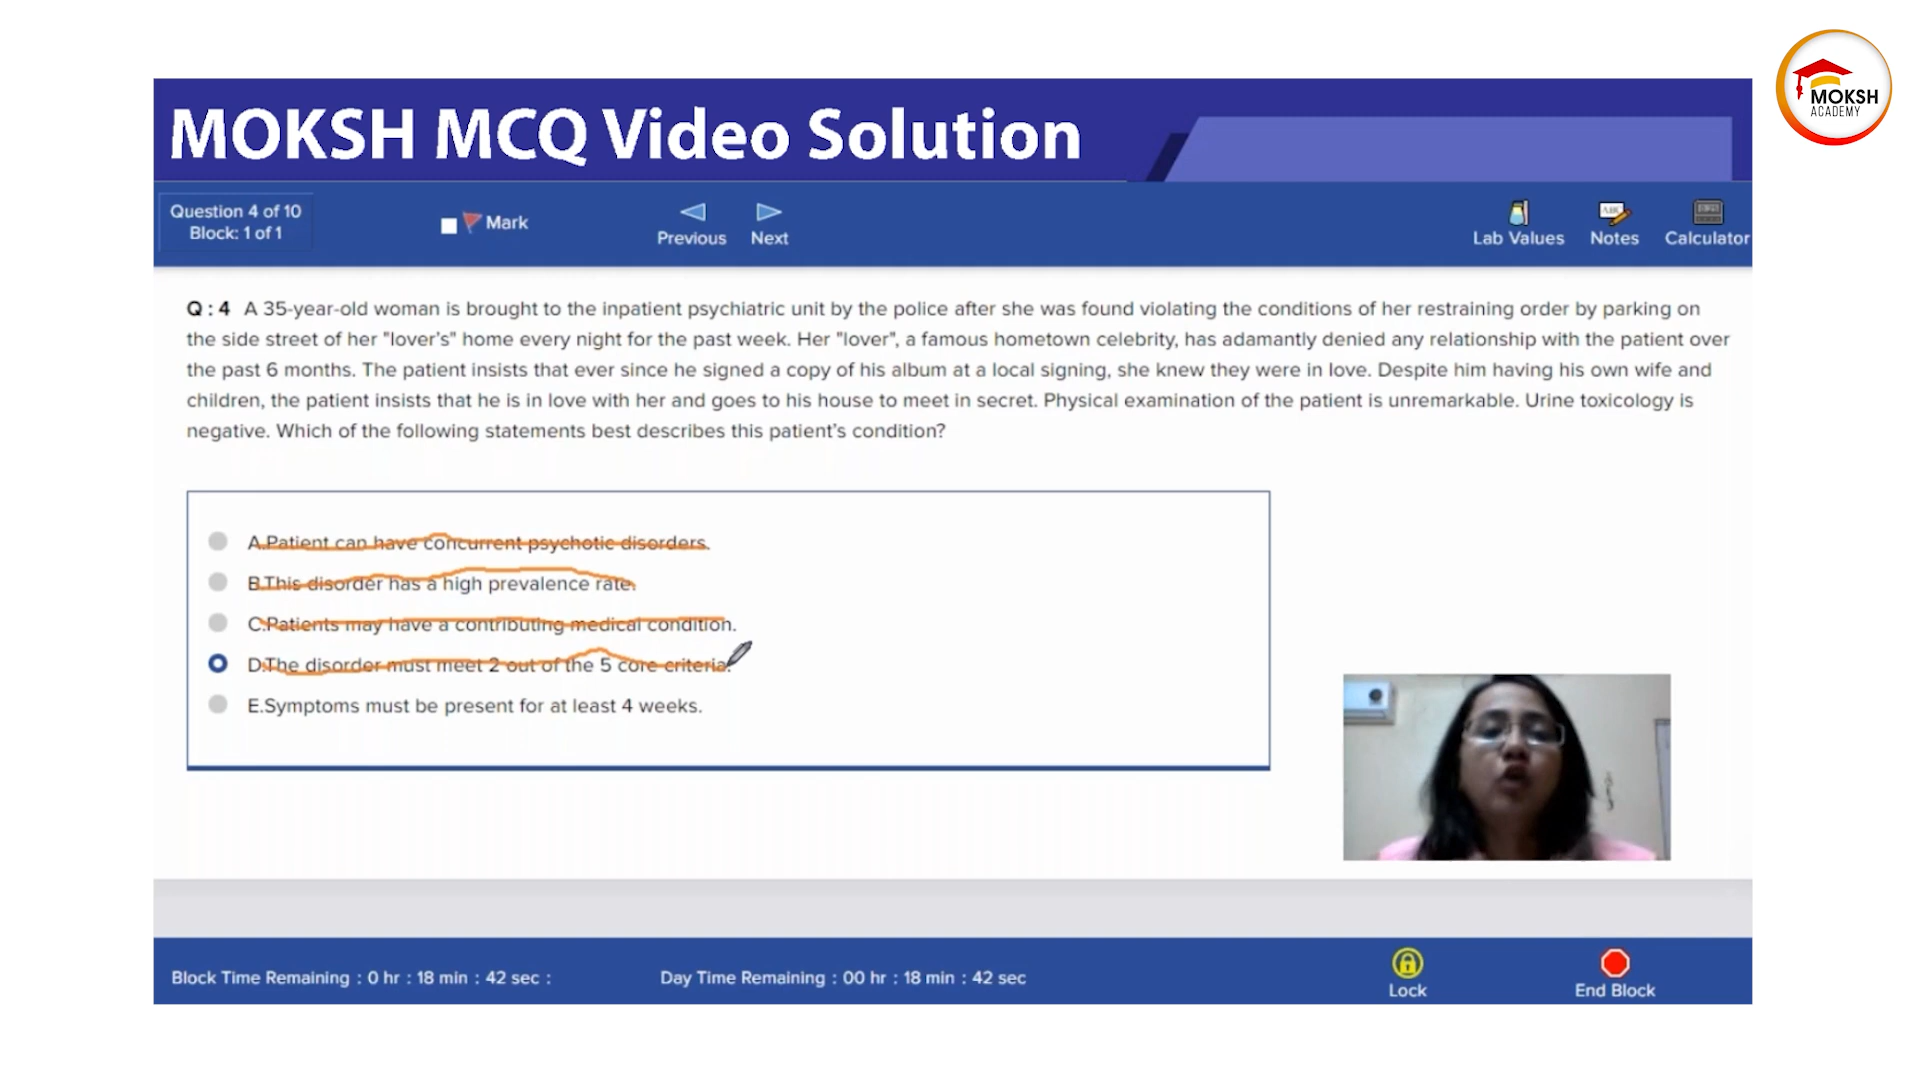 MOKSH
ACADEMY
MOKSH MCQ Video Solution
Question 4 of 10
Block: 1 of 1
Mark
Previous
Next
Lab Values
Notes
Calculator
Q : 4 A 35-year-old woman is brought to the inpatient psychiatric unit by the police after she was found violating the conditions of her restraining order by parking on
the side street of her "lover's" home every night for the past week. Her "lover", a famous hometown celebrity, has adamantly denied any relationship with the patient over
the past 6 months. The patient insists that ever since he signed a copy of his album at a local signing, she knew they were in love. Despite him having his own wife and
children, the patient insists that he is in love with her and goes to his house to meet in secret. Physical examination of the patient is unremarkable. Urine toxicology is
negative. Which of the following statements best describes this patient's condition?
A.Patient can have concurrent psychotic disorders.
B.This disorder has a high prevalence rate.
C.Patients may have a contributing medical condition.
D.The disorder must meet 2 out of the 5 core criteria.
E.Symptoms must be present for at least 4 weeks.
Block Time Remaining : 0 hr : 18 min : 42 sec :
Day Time Remaining : 00 hr : 18 min : 42 sec
Lock
End Block